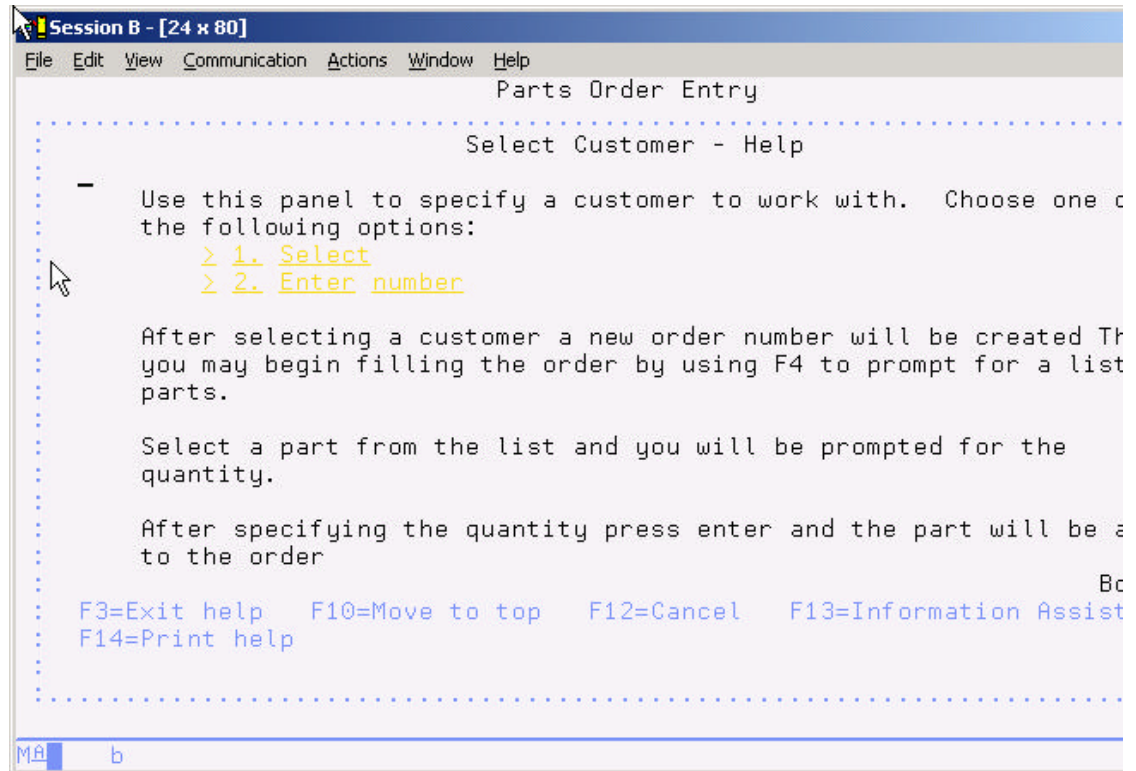 Session B - [24 x 80]
File Edit View Communication Actions Window Help
Parts Order Entry
Select Customer - Help
Use this panel to specify a customer to work with. Choose one
the following options:
> 1. Select
> 2. Enter number
After selecting a customer a new order number will be created
you may begin filling the order by using F4 to prompt for a list
parts.
Select a part from the list and you will be prompted for the
quantity.
After specifying the quantity press enter and the part will be
to the order
F3=Exit help F10=Move to top F12=Cancel F13=Information Assist
F14=Print help
MA b